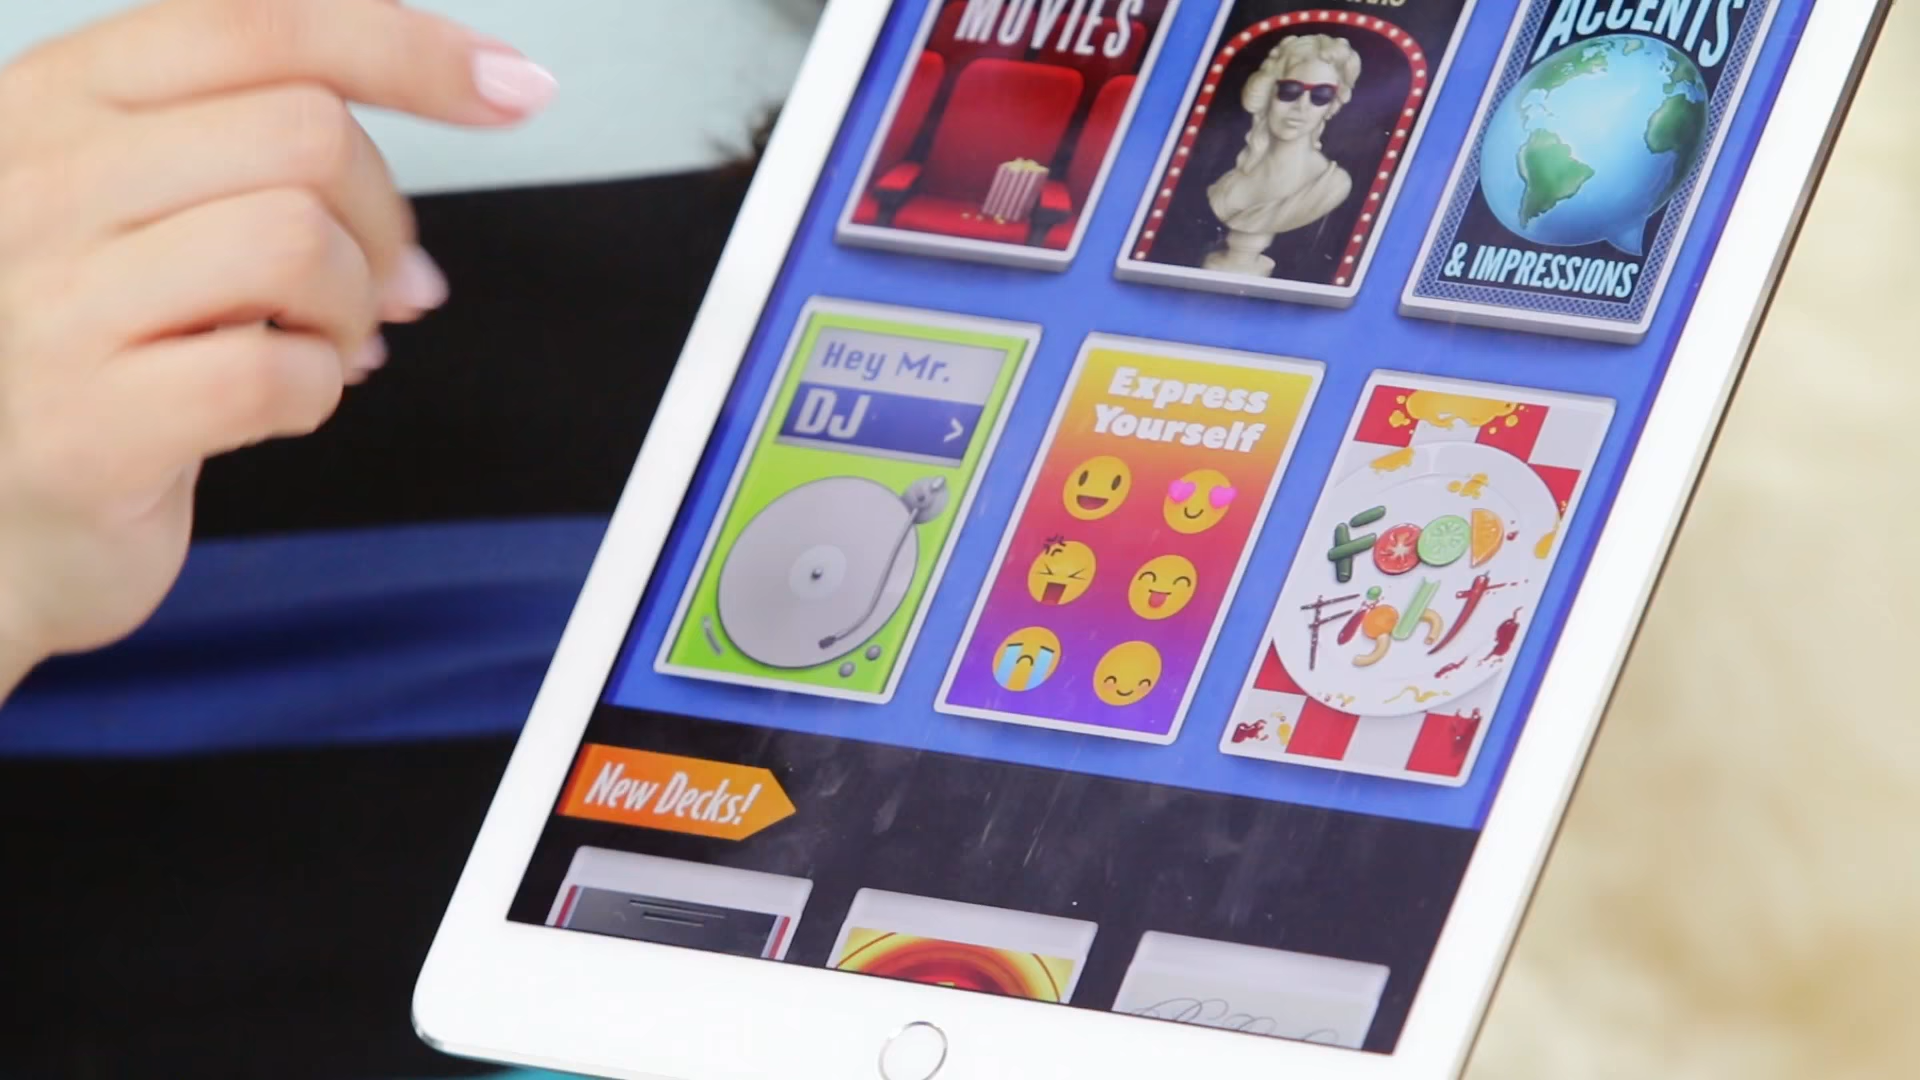 MOVIES
ACCENTS
& IMPRESSIONS
Hey Mr.
DJ >
Express
Yourself
FOOD
Fight
New Decks!